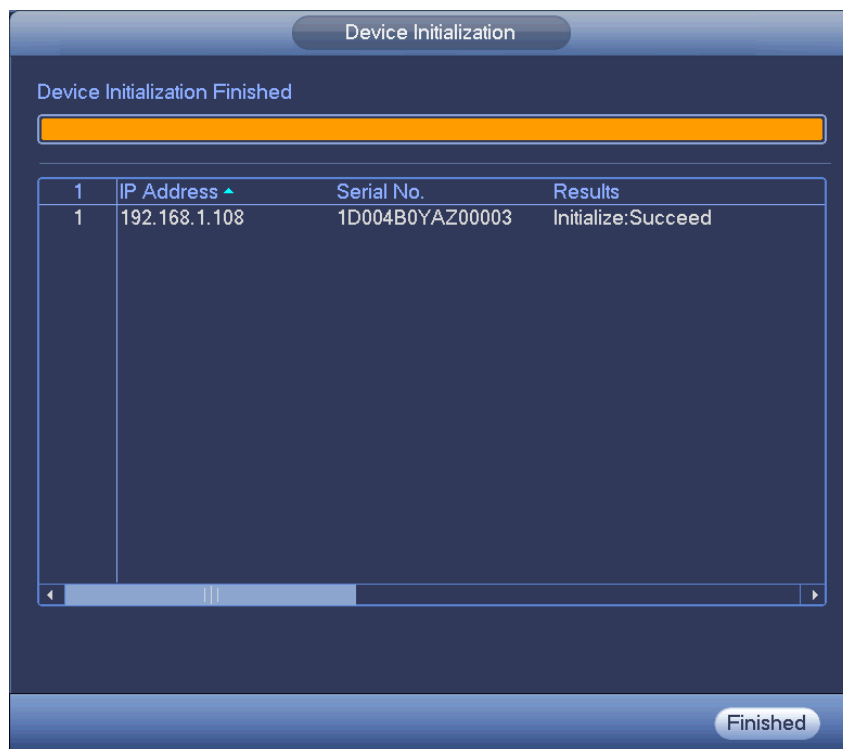 Device Initialization
Device Initialization Finished
1 IP Address Serial No. Results
1 192.168.1.108 1D004B0YAZ00003 Initialize:Succeed
Finished